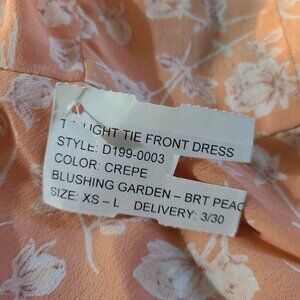 LIGHT TIE FRONT DRESS
STYLE: D199-0003
COLOR: CREPE
BLUSHING GARDEN – BRT PEAC
SIZE: XS – L DELIVERY: 3/30